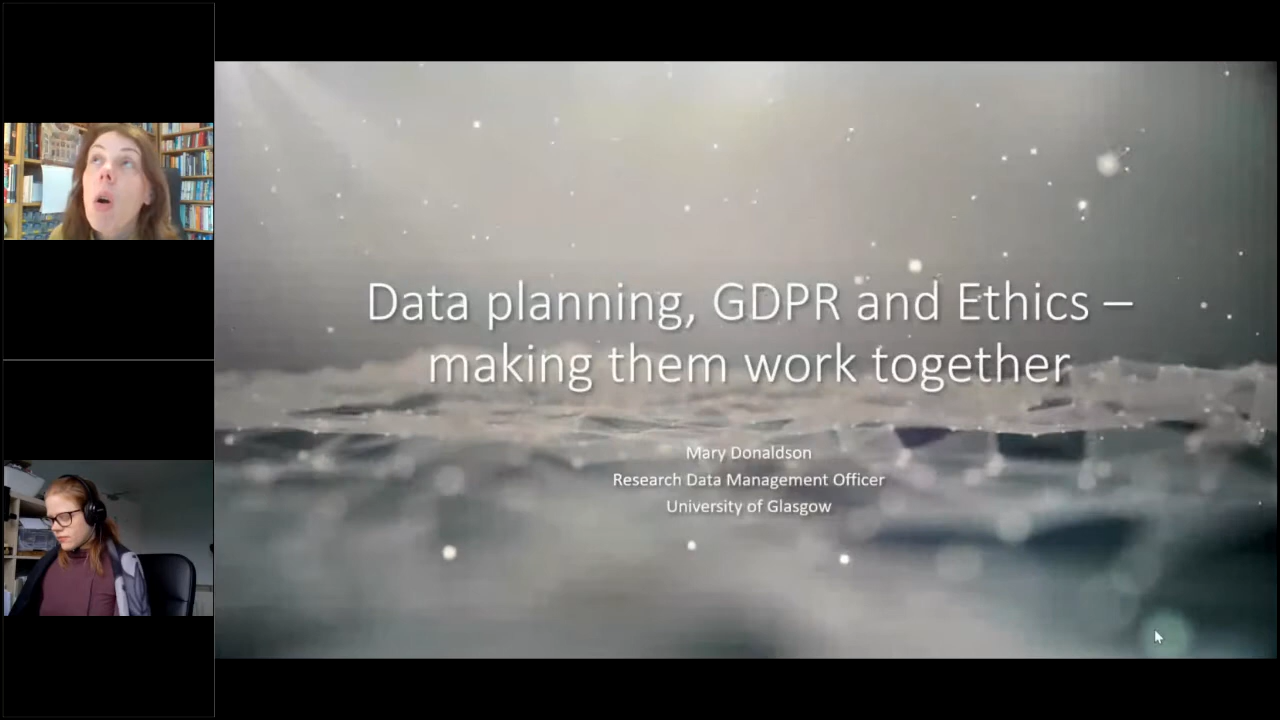 Data planning, GDPR and Ethics –
making them work together
Mary Donaldson
Research Data Management Officer
University of Glasgow